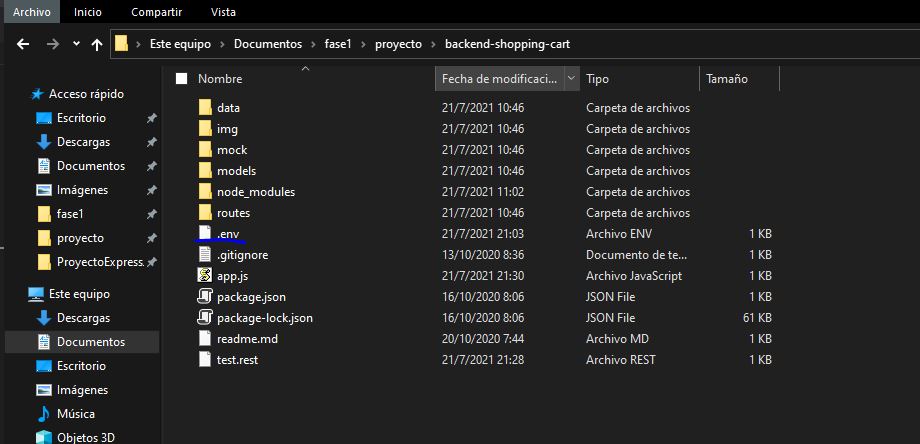 Archivo Inicio Compartir Vista
Este equipo Documentos fase1 proyecto backend-shopping-cart
Nombre Fecha de modificaci... Tipo Tamaño
Acceso rápido
Escritorio
Descargas
Documentos
Imágenes
fase1
proyecto
ProyectoExpress.
Este equipo
Descargas
Documentos
Escritorio
Imágenes
Música
Objetos 3D
data 21/7/2021 10:46 Carpeta de archivos
img 21/7/2021 10:46 Carpeta de archivos
mock 21/7/2021 10:46 Carpeta de archivos
models 21/7/2021 10:46 Carpeta de archivos
node_modules 21/7/2021 11:02 Carpeta de archivos
routes 21/7/2021 10:46 Carpeta de archivos
.env 21/7/2021 21:03 Archivo ENV 1 KB
.gitignore 13/10/2020 8:36 Documento de te... 1 KB
app.js 21/7/2021 21:30 Archivo JavaScript 1 KB
package.json 16/10/2020 8:06 JSON File 1 KB
package-lock.json 16/10/2020 8:06 JSON File 61 KB
readme.md 20/10/2020 7:44 Archivo MD 1 KB
test.rest 21/7/2021 21:28 Archivo REST 1 KB